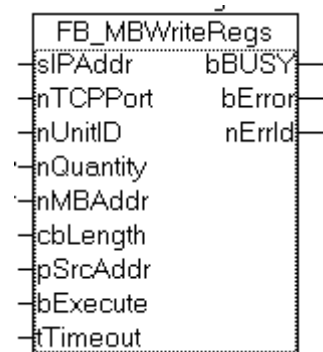 FB_MBWriteRegs
sIPAddr bBUSY
nTCPPort bError
nUnitID nErrId
nQuantity
nMBAddr
cbLength
pSrcAddr
bExecute
tTimeout